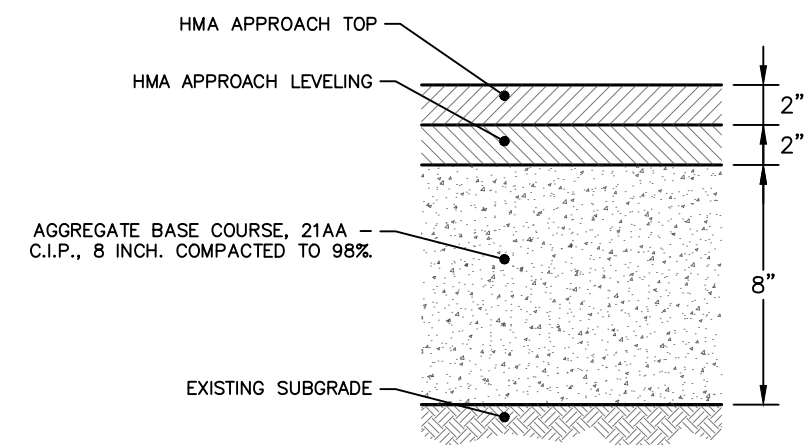 HMA APPROACH TOP
HMA APPROACH LEVELING
2"
2"
AGGREGATE BASE COURSE, 21AA –
C.I.P., 8 INCH. COMPACTED TO 98%.
8"
EXISTING SUBGRADE